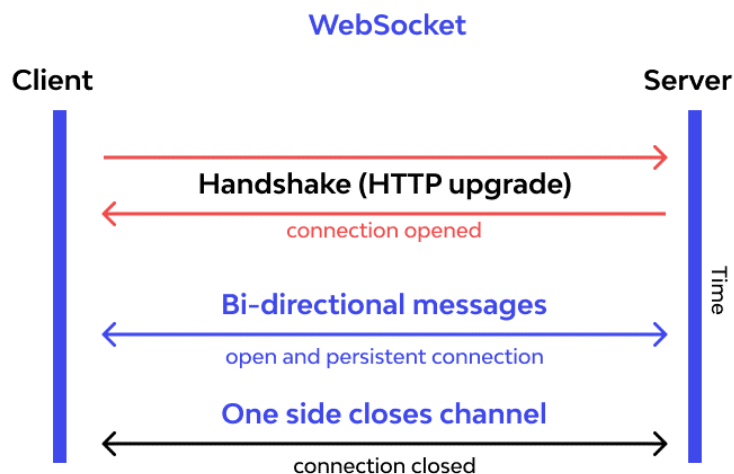 WebSocket
Client
Server
Handshake (HTTP upgrade)
connection opened
Time
Bi-directional messages
open and persistent connection
One side closes channel
connection closed